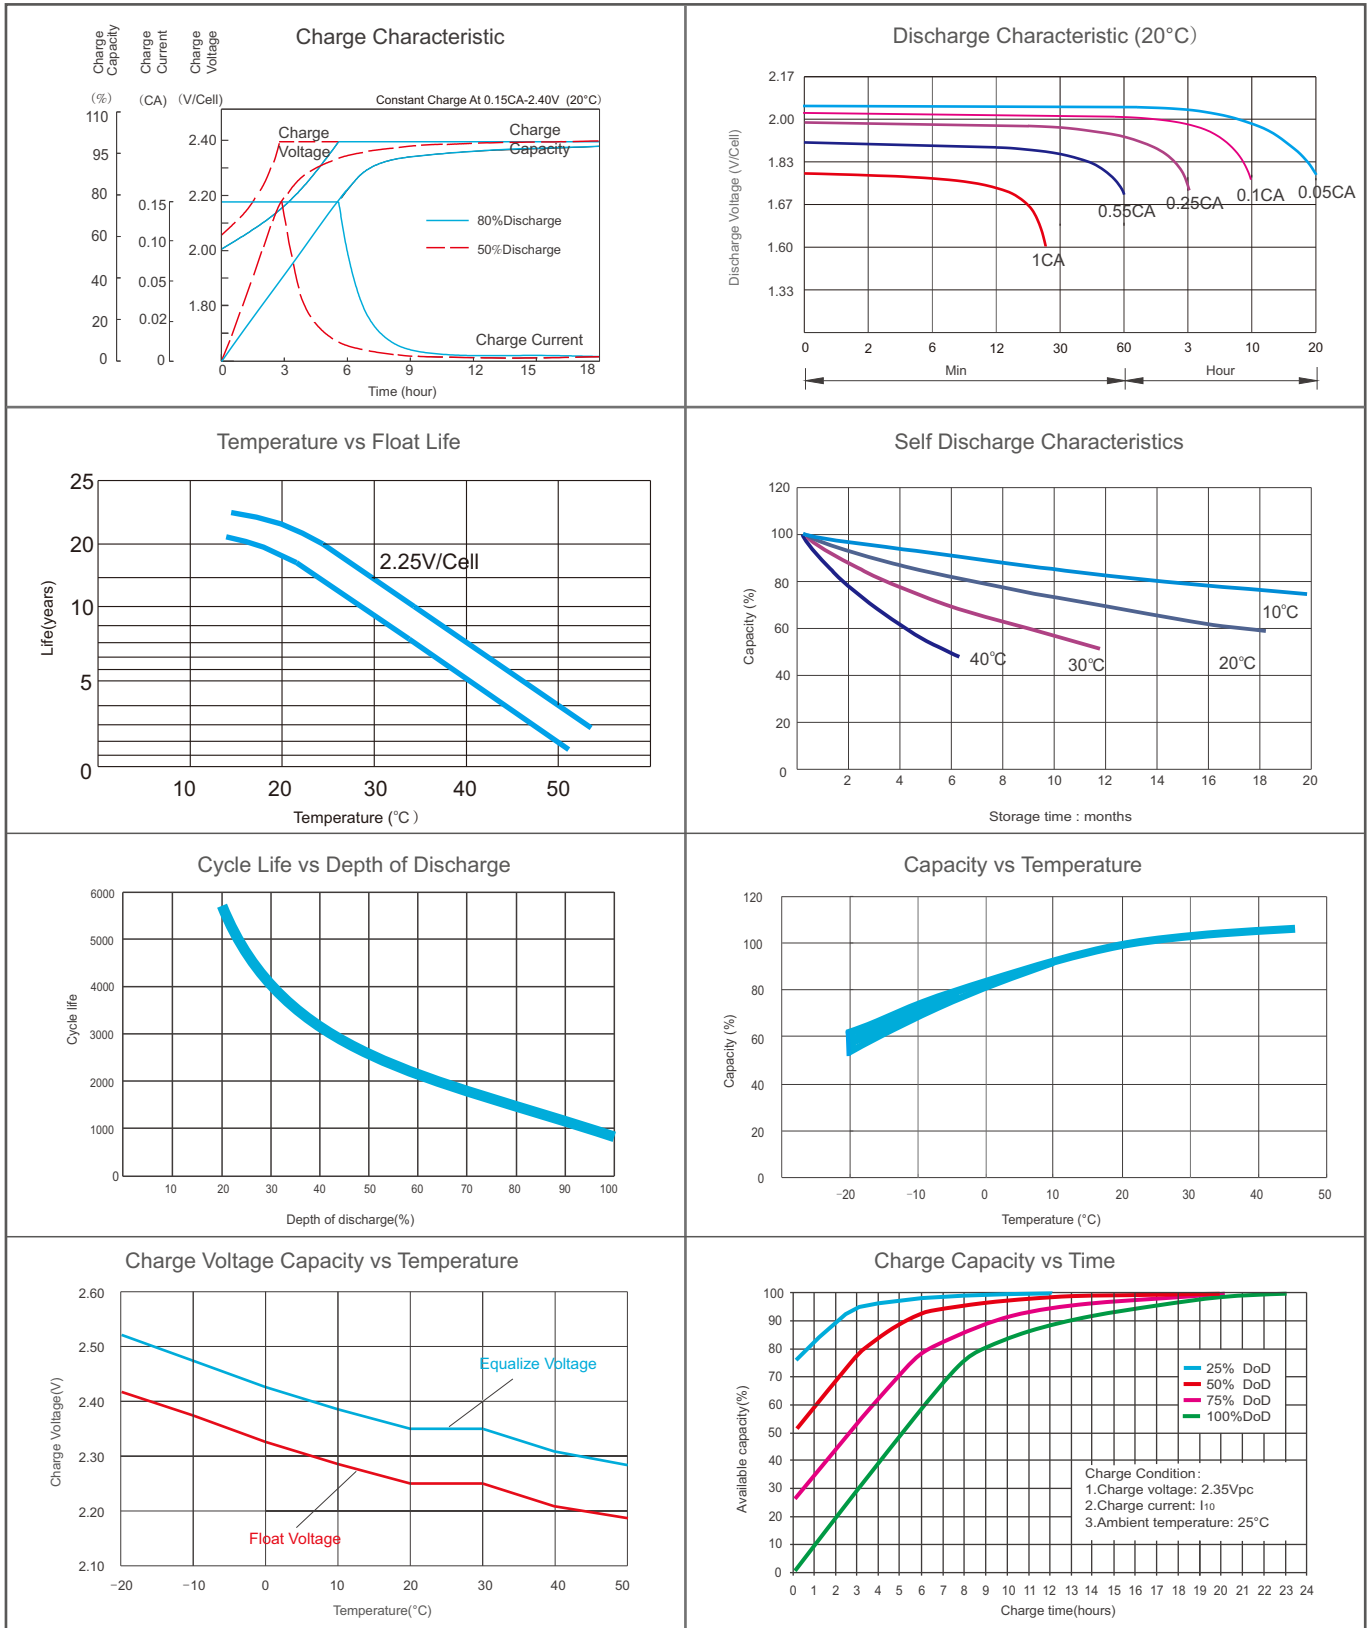 Charge Characteristic
Charge
Capacity
Charge
Current
Charge
Voltage
(%)
(CA)
(V/Cell)
Constant Charge At 0.15CA-2.40V (20°C)
110
95
80
60
40
20
0
0.15
0.10
0.05
0.02
0
2.40
2.20
2.00
1.80
Charge
Voltage
Charge
Capacity
80%Discharge
50%Discharge
Charge Current
0 3 6 9 12 15 18
Time (hour)
Discharge Characteristic (20°C)
Discharge Voltage (V/Cell)
2.17
2.00
1.83
1.67
1.60
1.33
1CA
0.55CA
0.25CA
0.1CA
0.05CA
0 2 6 12 30 60 3 10 20
Min
Hour
Temperature vs Float Life
Life(years)
25
20
10
5
0
2.25V/Cell
10 20 30 40 50
Temperature (°C )
Self Discharge Characteristics
Capacity (%)
120
100
80
60
40
20
0
10℃
20℃
30℃
40℃
2 4 6 8 10 12 14 16 18 20
Storage time : months
Cycle Life vs Depth of Discharge
Cycle life
6000
5000
4000
3000
2000
1000
0
10 20 30 40 50 60 70 80 90 100
Depth of discharge(%)
Capacity vs Temperature
Capacity (%)
120
100
80
60
40
20
0
−20 −10 0 10 20 30 40 50
Temperature (°C)
Charge Voltage Capacity vs Temperature
Charge Voltage(V)
2.60
2.50
2.40
2.30
2.20
2.10
Equalize Voltage
Float Voltage
−20 −10 0 10 20 30 40 50
Temperature(°C)
Charge Capacity vs Time
Available capacity(%)
100
90
80
70
60
50
40
30
20
10
0
25% DoD
50% DoD
75% DoD
100%DoD
Charge Condition:
1.Charge voltage: 2.35Vpc
2.Charge current: I₁₀
3.Ambient temperature: 25°C
0 1 2 3 4 5 6 7 8 9 10 11 12 13 14 15 16 17 18 19 20 21 22 23 24
Charge time(hours)